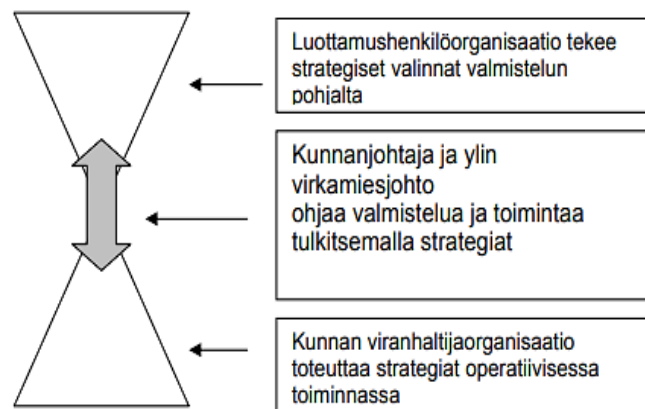 Luottamushenkilöorganisaatio tekee
strategiset valinnat valmistelun
pohjalta
Kunnanjohtaja ja ylin
virkamiesjohto
ohjaa valmistelua ja toimintaa
tulkitsemalla strategiat
Kunnan viranhaltijaorganisaatio
toteuttaa strategiat operatiivisessa
toiminnassa